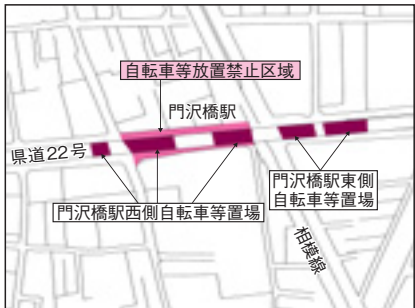 自転車等放置禁止区域
門沢橋駅
県道22号
門沢橋駅東側
自転車等置場
門沢橋駅西側自転車等置場
相模線